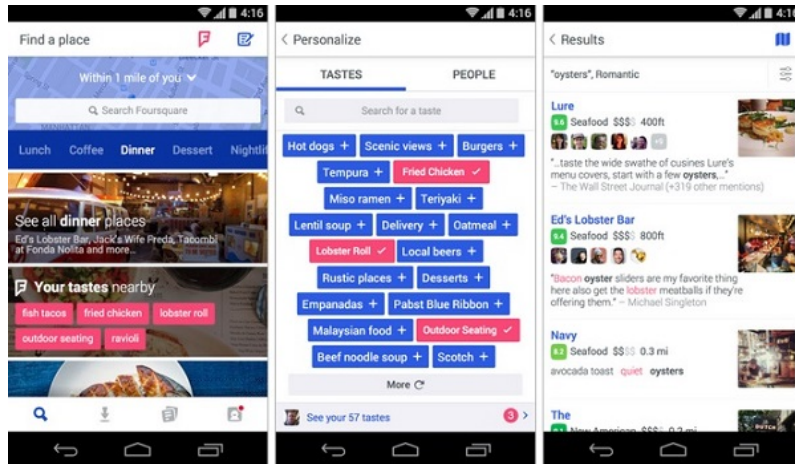 4:16
Find a place
Within 1 mile of you
Search Foursquare
MANHATTAN
Lunch Coffee Dinner Dessert Nightlif
See all dinner places
Ed's Lobster Bar, Jack's Wife Freda, Tacombi
at Fonda Nolita and more...
Your tastes nearby
fish tacos fried chicken lobster roll
outdoor seating ravioli
4:16
Personalize
TASTES PEOPLE
Search for a taste
Hot dogs + Scenic views + Burgers +
Tempura + Fried Chicken ✓
Miso ramen + Teriyaki +
Lentil soup + Delivery + Oatmeal +
Lobster Roll ✓ Local beers +
Rustic places + Desserts +
Empanadas + Pabst Blue Ribbon +
Malaysian food + Outdoor Seating ✓
Beef noodle soup + Scotch +
More
See your 57 tastes 3
4:16
Results
"oysters", Romantic
Lure
9.6 Seafood $$$$ 400ft
"...taste the wide swathe of cusines Lure's
menu covers, start with a few oysters,..."
– The Wall Street Journal (+319 other mentions)
Ed's Lobster Bar
9.4 Seafood $$$$ 800ft
"Bacon oyster sliders are my favorite thing
here also get the lobster meatballs if they're
offering them." – Michael Singleton
Navy
8.2 Seafood $$$$ 0.3 mi
avocada toast quiet oysters
The
New American $$$$ 0.2 mi